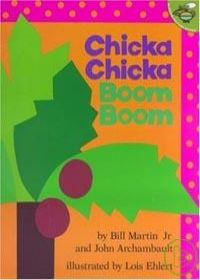 Chicka
Chicka
Boom
Boom
by Bill Martin Jr
and John Archambault
illustrated by Lois Ehlert